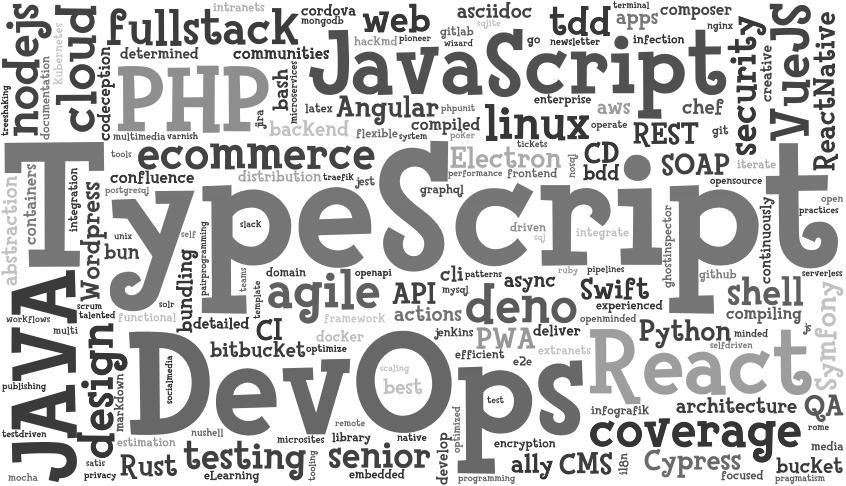 intranets
cordova
mongodb
web
asciidoc
sqlite
tdd
terminal
apps
composer
nginx
nodejs
cloud
Kubernetes
fullstack
hackmd
pioneer
gitlab
wizard
go
newsletter
infection
creative
VueJS
ReactNative
determined
communities
JavaScript
security
treeshaking
documentation
codeception
PHP
jira
bash
microservices
latex
Angular
phpunit
enterprise
aws
chef
multimedia
varnish
backend
flexible
system
compiled
poker
linux
operate
REST
git
tools
ecommerce
Electron
tickets
nosql
CD
bdd
SOAP
iterate
confluence
distribution
traefik
jest
performance
frontend
opensource
abstraction
containers
integration
Wordpress
postgresql
graphql
TypeScript
open
practices
unix
bun
self
pairprogramming
slack
driven
sql
integrate
ghostinspector
continuously
bundling
teams
domain
openapi
cli
patterns
ruby
pipelines
github
serverless
JAVA
scrum
talented
solr
template
agile
API
mysql
async
Swift
experienced
shell
compiling
workflows
multi
functional
detailed
CI
framework
actions
deno
openminded
Symfony
design
docker
jenkins
PWA
deliver
Python
minded
selfdriven
bitbucket
optimize
efficient
e2e
extranets
publishing
markdown
socialmedia
DevOps
scaling
best
React
test
infografik
architecture
QA
testdriven
nushell
remote
coverage
rome
estimation
microsites
library
native
develop
optimized
encryption
media
satis
privacy
mocha
Rust
testing
eLearning
tooling
senior
embedded
programming
ally
CMS
i18n
Cypress
focused
bucket
pragmatism